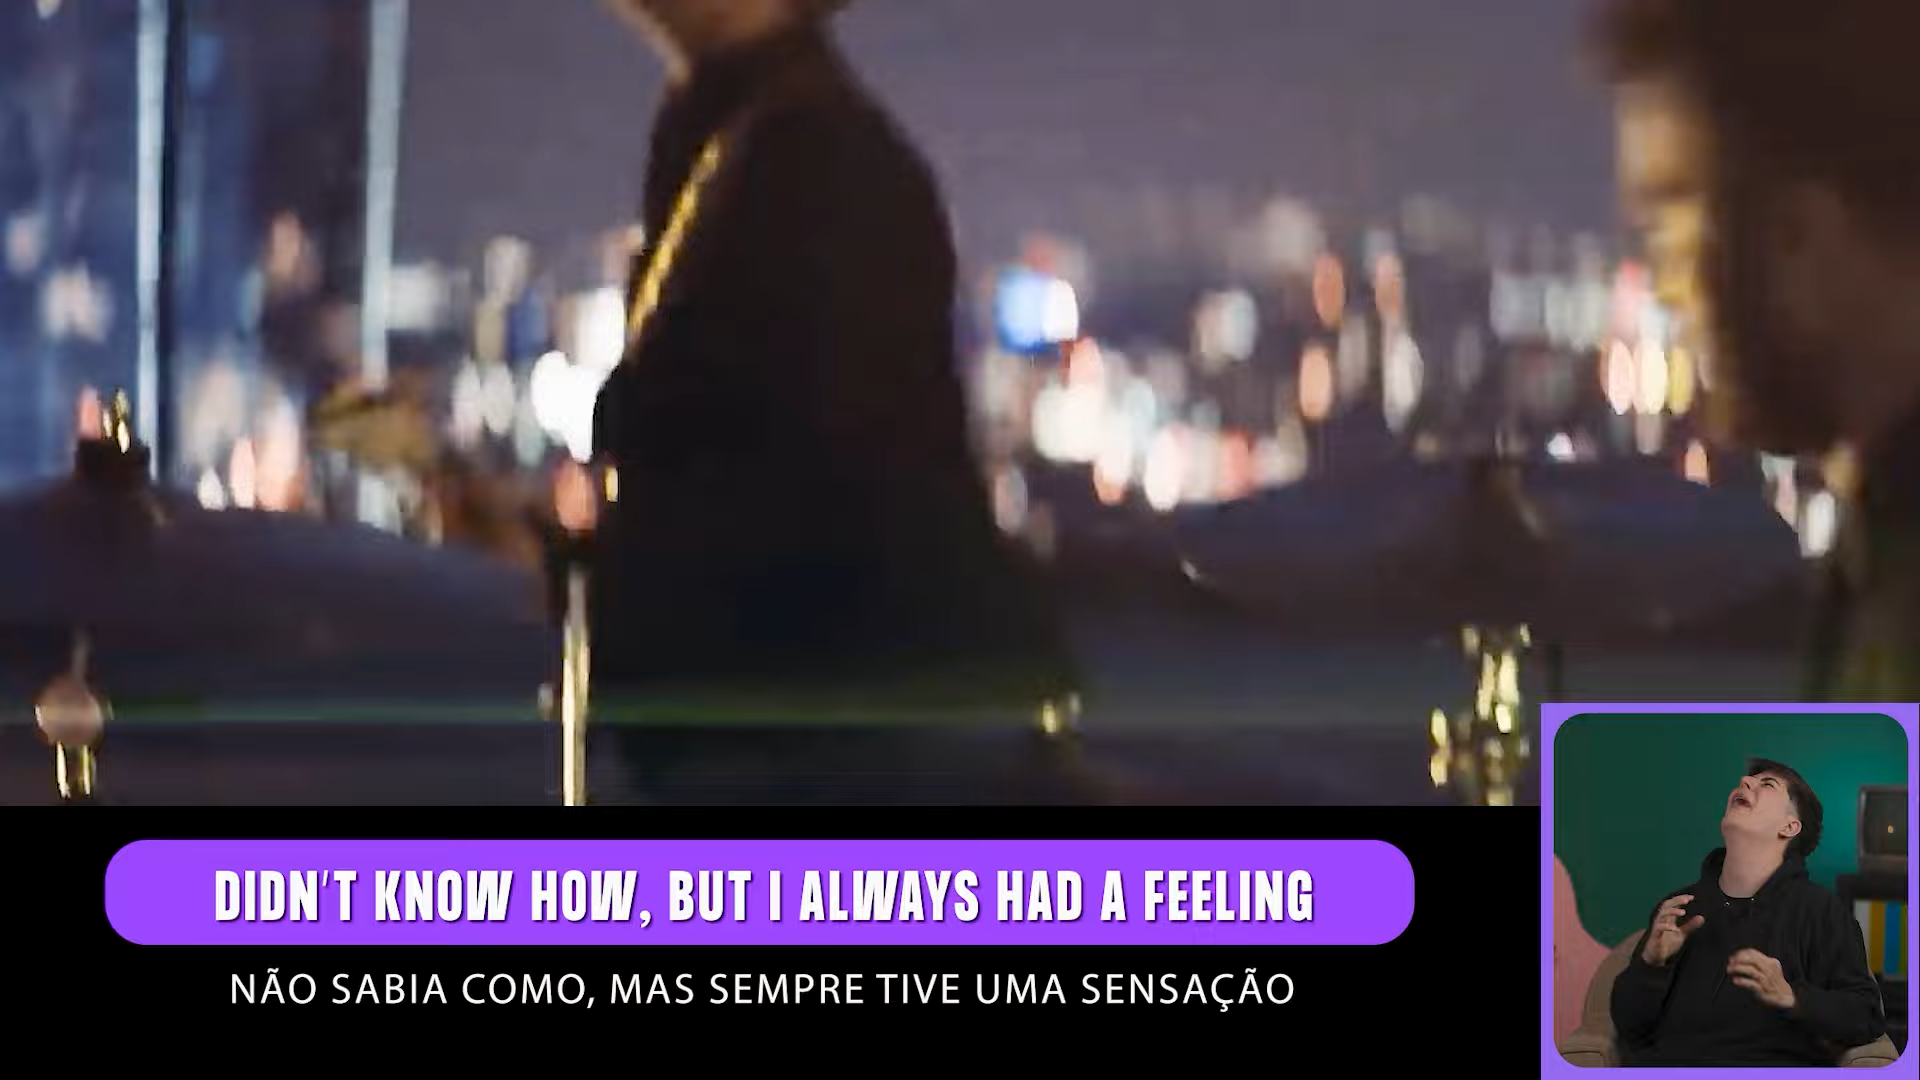 DIDN'T KNOW HOW, BUT I ALWAYS HAD A FEELING
NÃO SABIA COMO, MAS SEMPRE TIVE UMA SENSAÇÃO